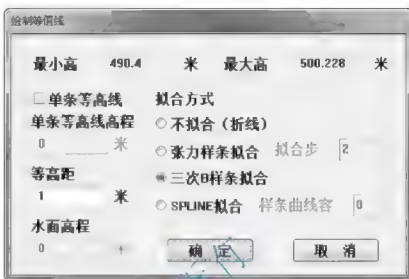 绘制等值线
最小高 490.4 米 最大高 500.228 米
单条等高线 拟合方式
单条等高线高程
0 米
不拟合（折线）
张力样条拟合 拟合步 2
等高距
1 米
三次B样条拟合
SPLINE拟合 样条曲线容 0
水面高程
0
确 定 取 消